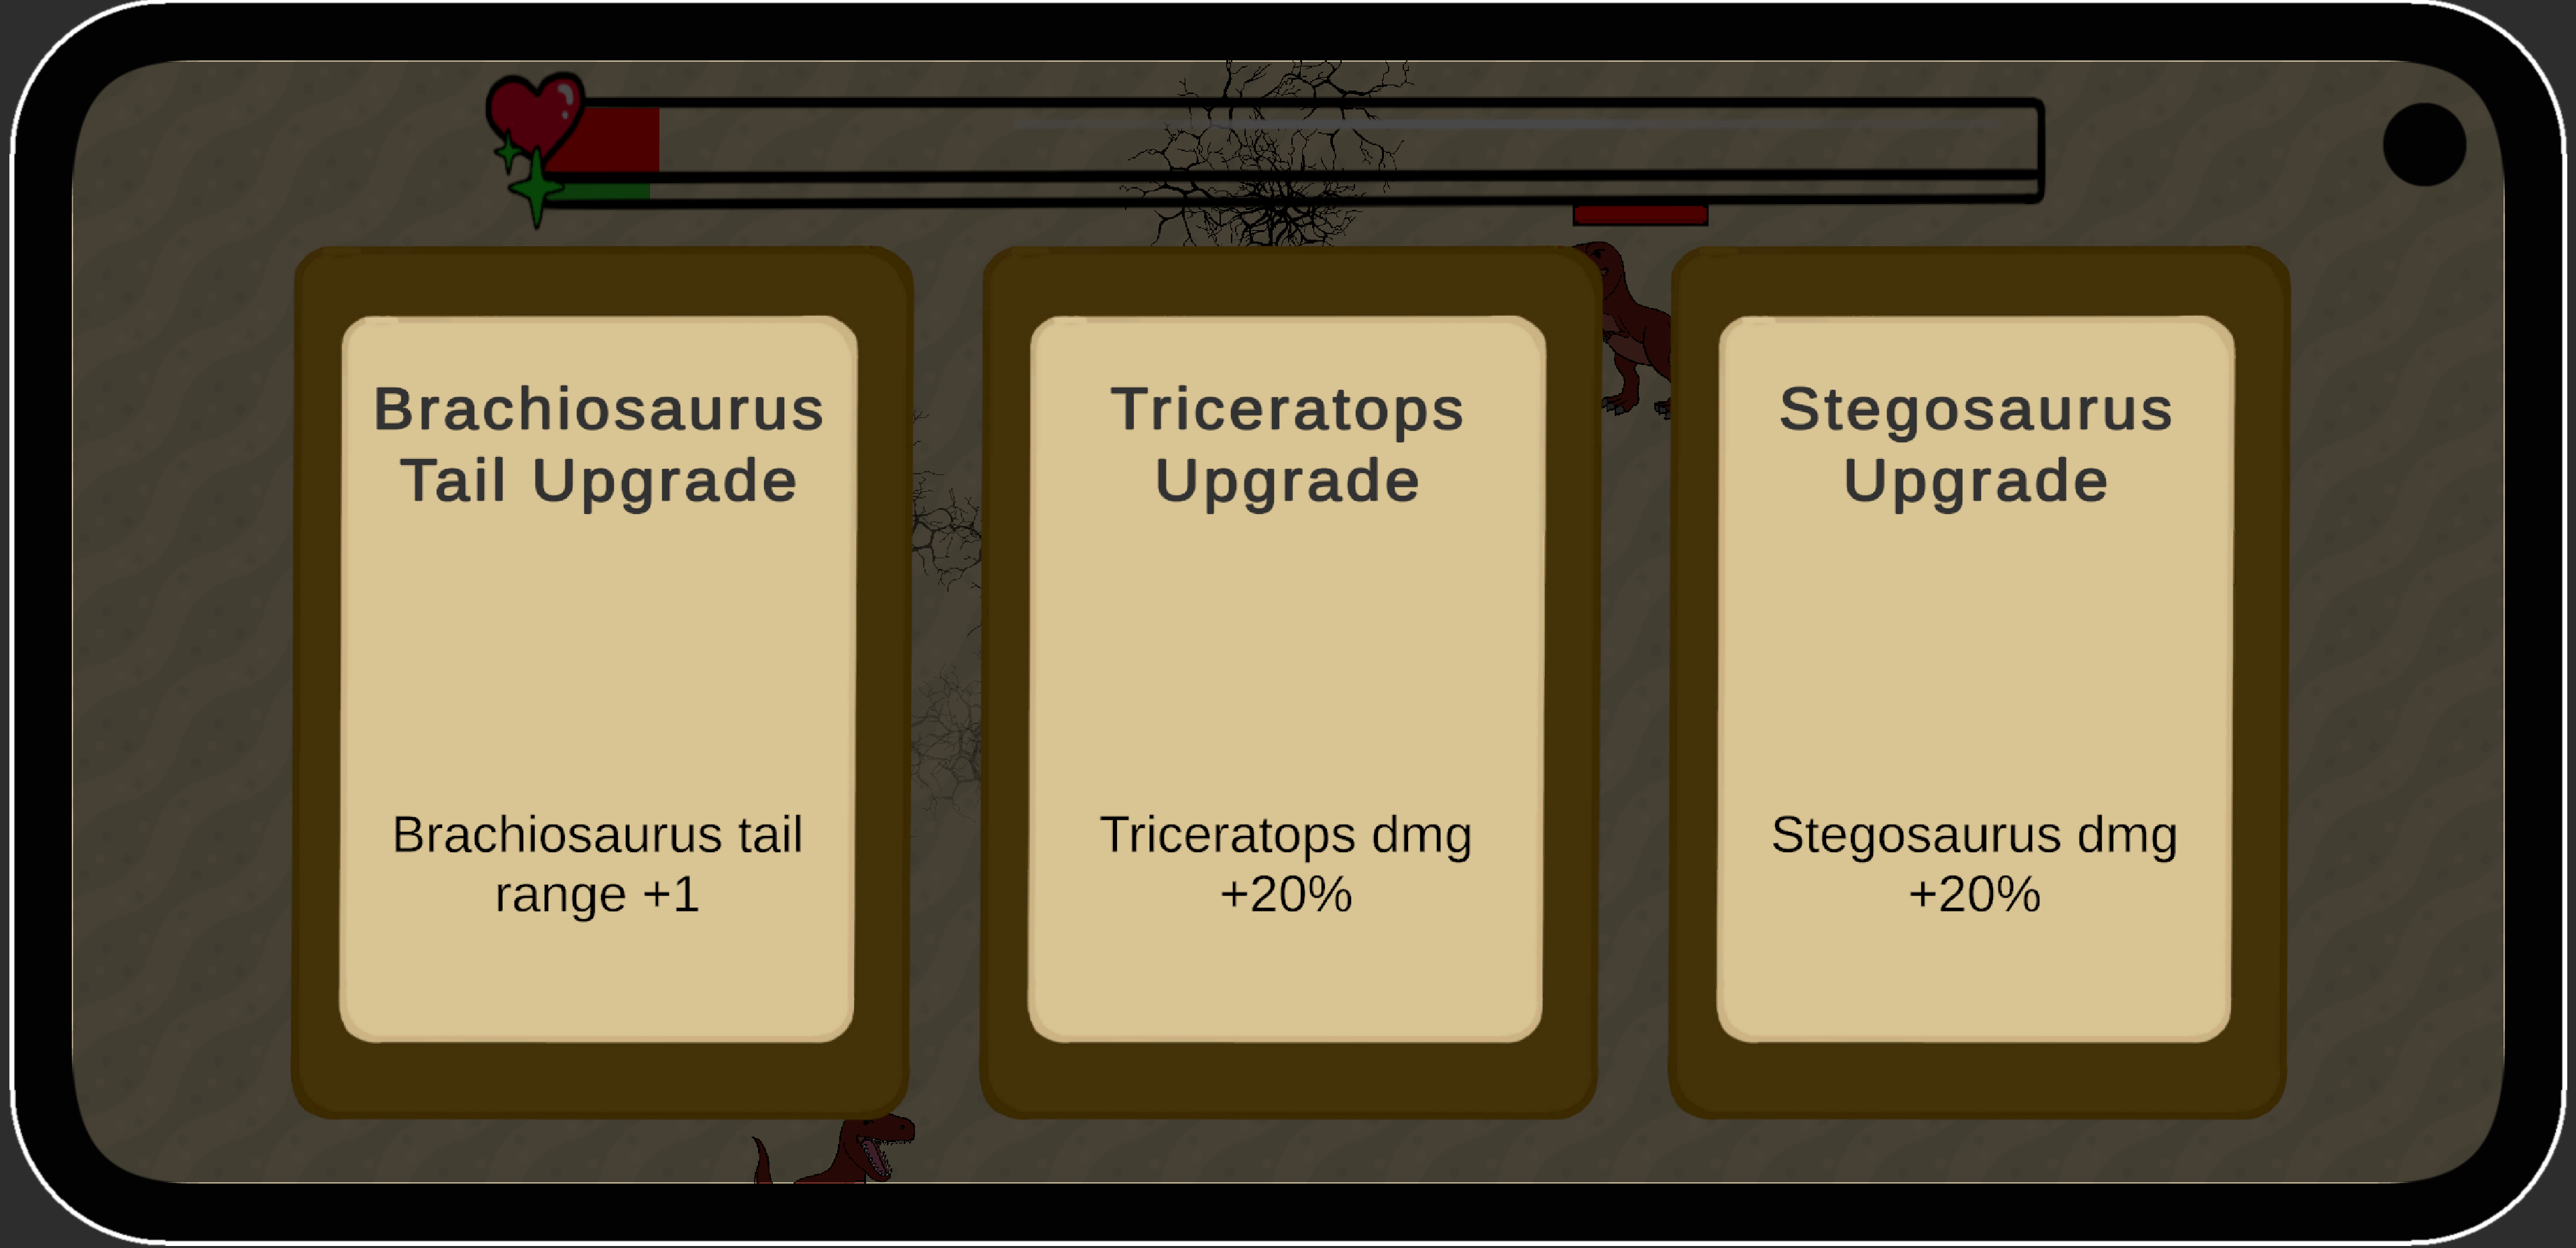 Brachiosaurus
Tail Upgrade
Brachiosaurus tail
range +1
Triceratops
Upgrade
Triceratops dmg
+20%
Stegosaurus
Upgrade
Stegosaurus dmg
+20%